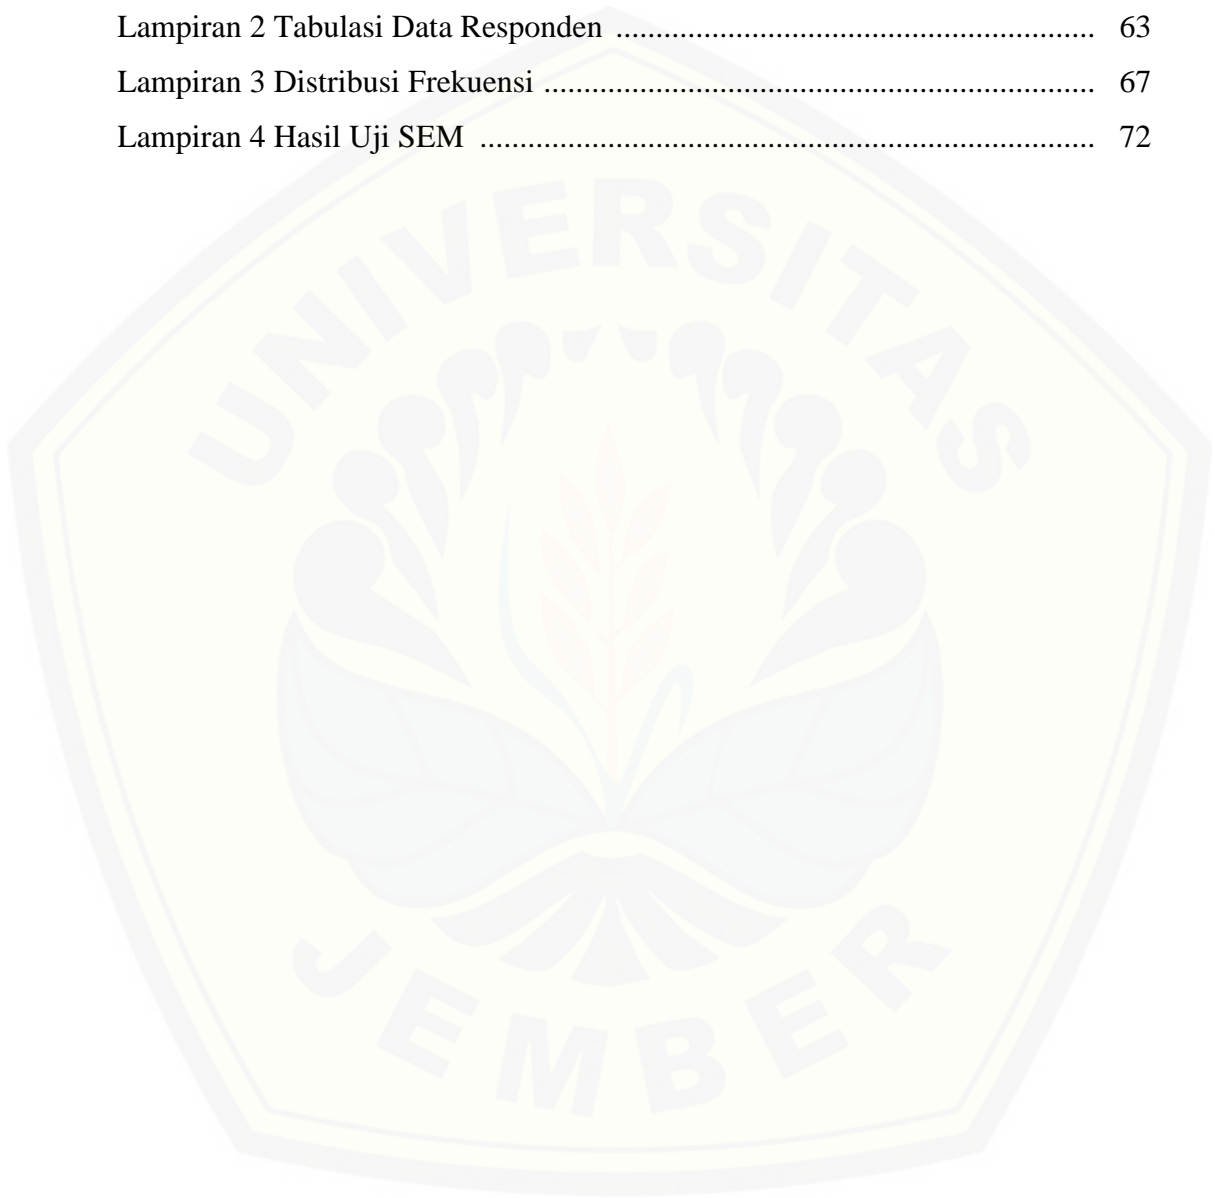 Lampiran 2 Tabulasi Data Responden ............................................................ 63
Lampiran 3 Distribusi Frekuensi ..................................................................... 67
Lampiran 4 Hasil Uji SEM ............................................................................. 72
UNIVERSITAS
JEMBER